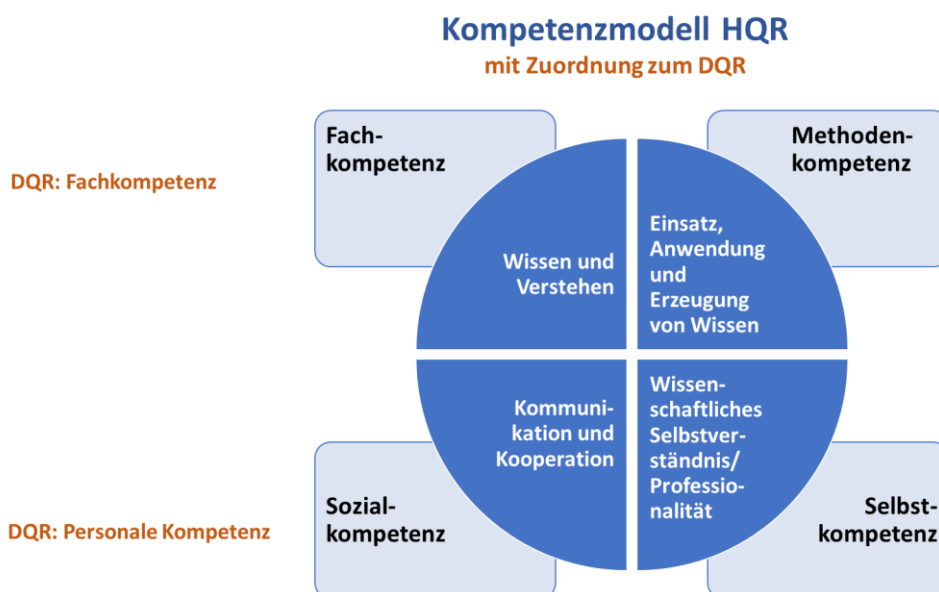 Kompetenzmodell HQR
mit Zuordnung zum DQR
Fach-
kompetenz
Methoden-
kompetenz
DQR: Fachkompetenz
Wissen und
Verstehen
Einsatz,
Anwendung
und
Erzeugung
von Wissen
Kommuni-
kation und
Kooperation
Wissen-
schaftliches
Selbstver-
ständnis/
Professio-
nalität
Sozial-
kompetenz
Selbst-
kompetenz
DQR: Personale Kompetenz